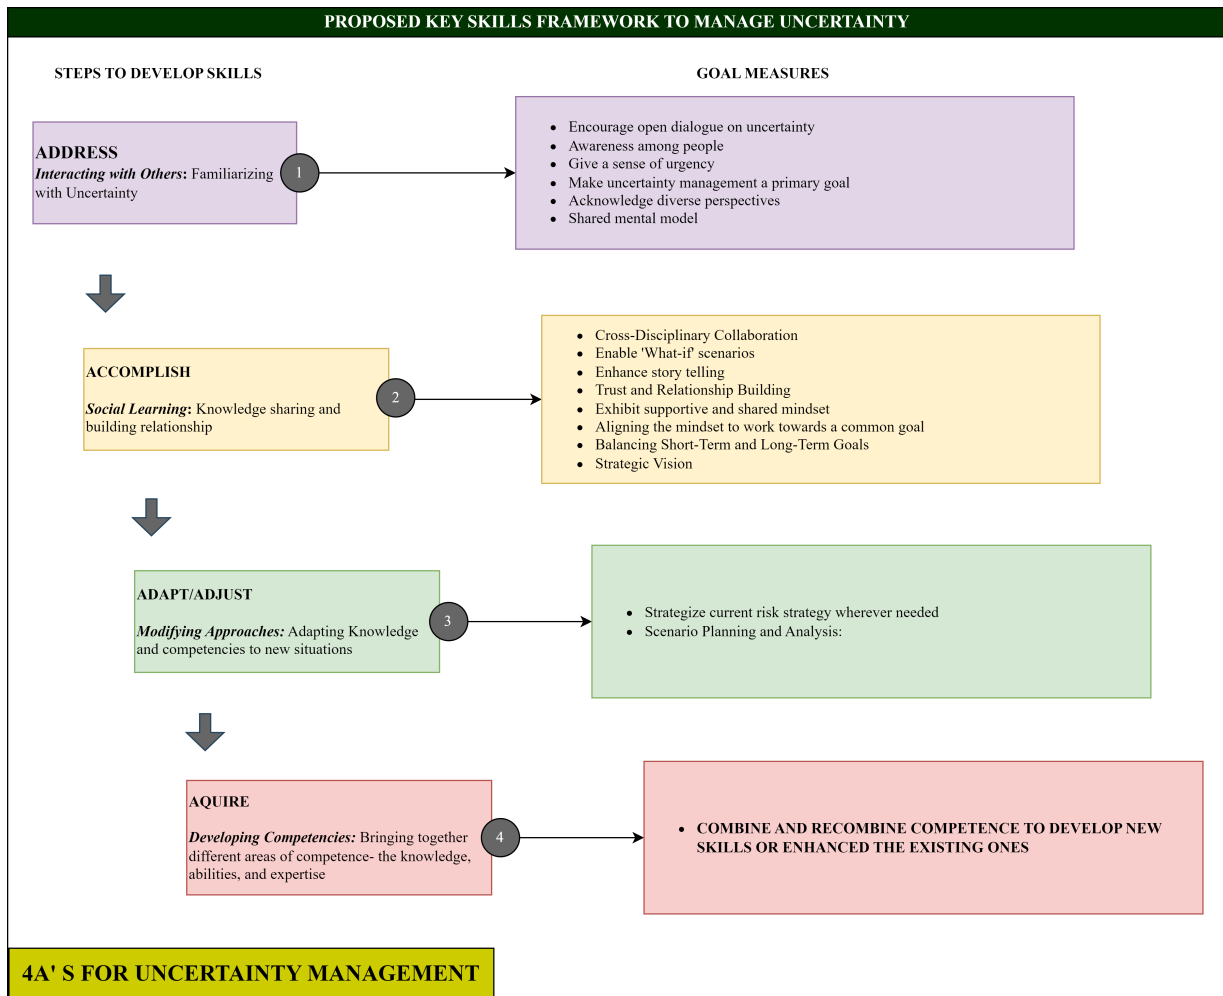 PROPOSED KEY SKILLS FRAMEWORK TO MANAGE UNCERTAINTY
STEPS TO DEVELOP SKILLS
GOAL MEASURES
ADDRESS
Interacting with Others: Familiarizing
with Uncertainty
1
• Encourage open dialogue on uncertainty
• Awareness among people
• Give a sense of urgency
• Make uncertainty management a primary goal
• Acknowledge diverse perspectives
• Shared mental model
ACCOMPLISH
Social Learning: Knowledge sharing and
building relationship
2
• Cross-Disciplinary Collaboration
• Enable 'What-if' scenarios
• Enhance story telling
• Trust and Relationship Building
• Exhibit supportive and shared mindset
• Aligning the mindset to work towards a common goal
• Balancing Short-Term and Long-Term Goals
• Strategic Vision
ADAPT/ADJUST
Modifying Approaches: Adapting Knowledge
and competencies to new situations
3
• Strategize current risk strategy wherever needed
• Scenario Planning and Analysis:
AQUIRE
Developing Competencies: Bringing together
different areas of competence- the knowledge,
abilities, and expertise
4
• COMBINE AND RECOMBINE COMPETENCE TO DEVELOP NEW
SKILLS OR ENHANCED THE EXISTING ONES
4A' S FOR UNCERTAINTY MANAGEMENT